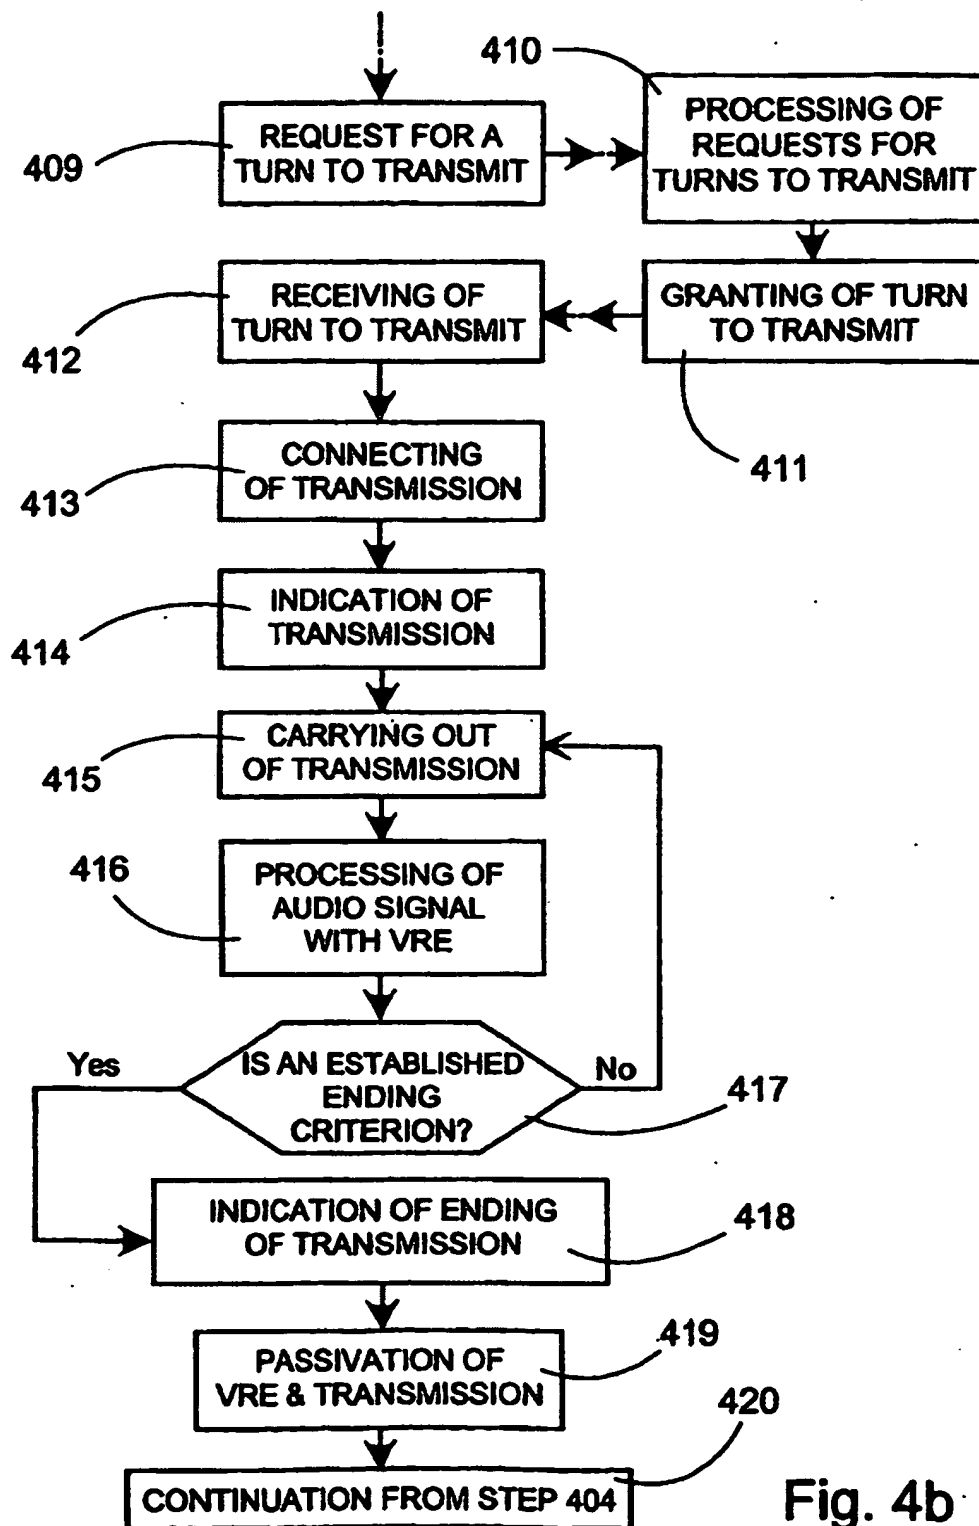 410
PROCESSING OF
REQUESTS FOR
TURNS TO TRANSMIT
REQUEST FOR A
TURN TO TRANSMIT
409
RECEIVING OF
TURN TO TRANSMIT
GRANTING OF TURN
TO TRANSMIT
412
411
CONNECTING
OF TRANSMISSION
413
INDICATION OF
TRANSMISSION
414
CARRYING OUT
OF TRANSMISSION
415
416
PROCESSING OF
AUDIO SIGNAL
WITH VRE
Yes
IS AN ESTABLISHED
ENDING
CRITERION?
No
417
INDICATION OF ENDING
OF TRANSMISSION
418
419
PASSIVATION OF
VRE & TRANSMISSION
420
CONTINUATION FROM STEP 404
Fig. 4b